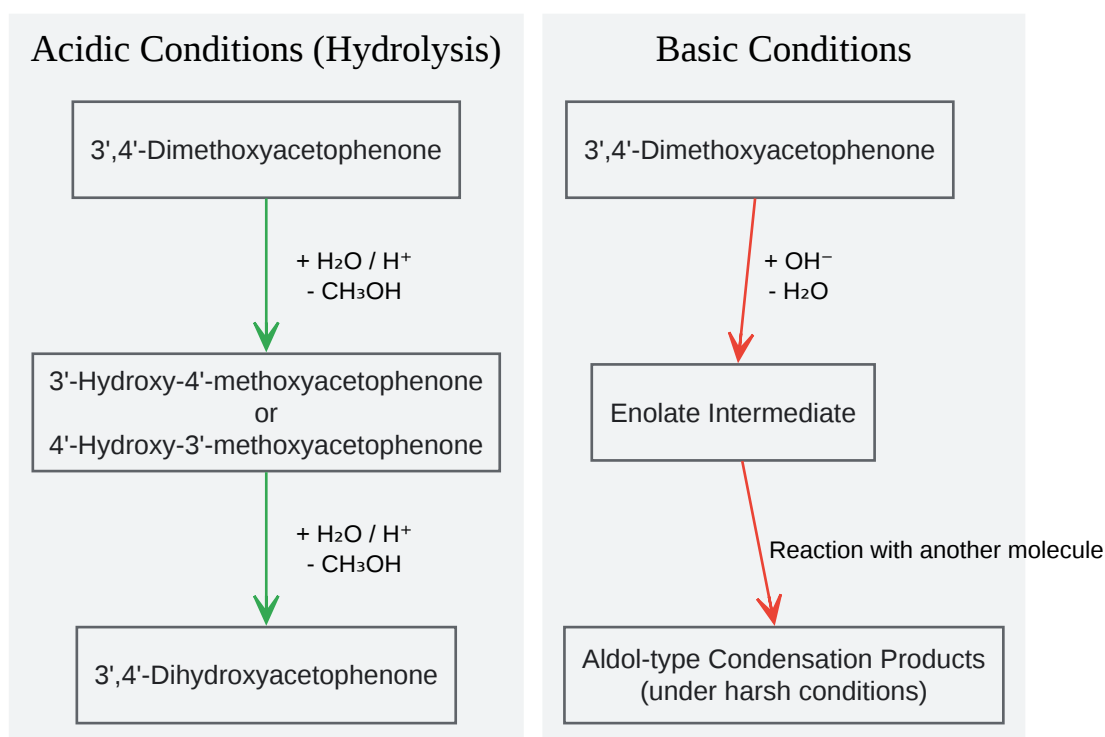 Acidic Conditions (Hydrolysis)
3',4'-Dimethoxyacetophenone
+ H₂O / H⁺
- CH₃OH
3'-Hydroxy-4'-methoxyacetophenone
or
4'-Hydroxy-3'-methoxyacetophenone
+ H₂O / H⁺
- CH₃OH
3',4'-Dihydroxyacetophenone
Basic Conditions
3',4'-Dimethoxyacetophenone
+ OH⁻
- H₂O
Enolate Intermediate
Reaction with another molecule
Aldol-type Condensation Products
(under harsh conditions)